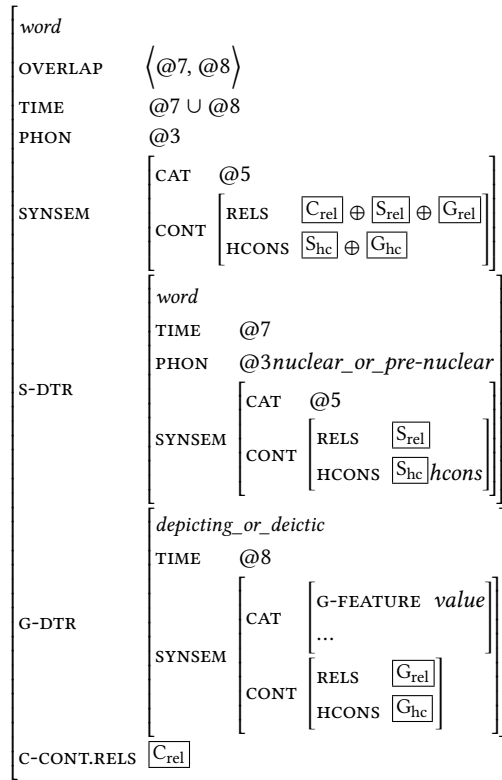 word
OVERLAP ⟨@7, @8⟩
TIME @7 ∪ @8
PHON @3
CAT @5
SYNSEM
CONT RELS C_rel ⊕ S_rel ⊕ G_rel
HCONS S_hc ⊕ G_hc
word
TIME @7
PHON @3nuclear_or_pre-nuclear
S-DTR
CAT @5
SYNSEM
CONT RELS S_rel
HCONS S_hc hcons
depicting_or_deictic
TIME @8
G-DTR
CAT G-FEATURE value
...
SYNSEM
CONT RELS G_rel
HCONS G_hc
C-CONT.RELS C_rel